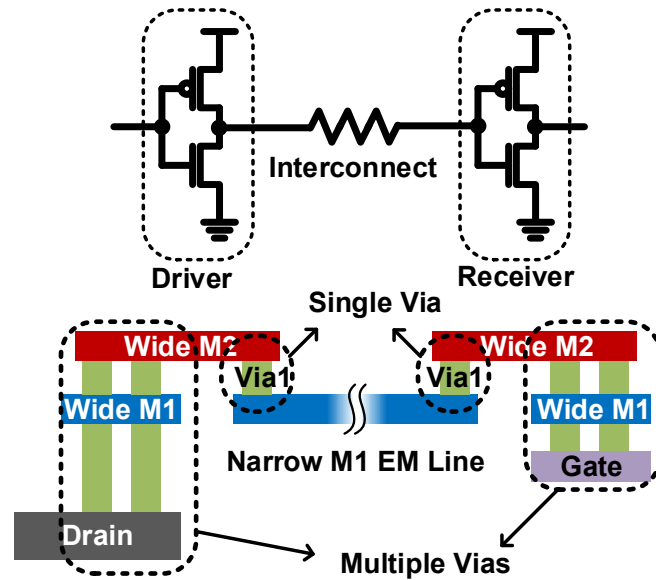 Interconnect
Driver
Receiver
Single Via
Wide M2
Wide M2
Via1
Via1
Wide M1
Wide M1
Narrow M1 EM Line
Gate
Drain
Multiple Vias